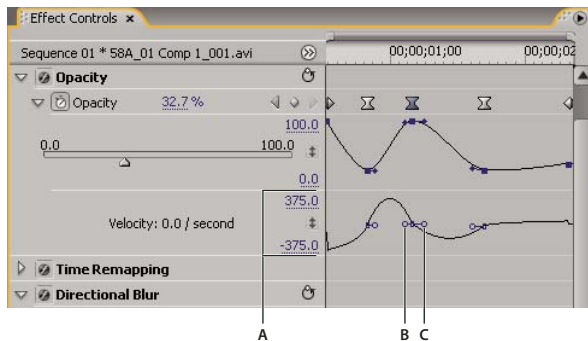 Effect Controls ×
Sequence 01 * 58A_01 Comp 1_001.avi
00;00;01;00 00;00;02
Opacity
Opacity 32.7 %
100.0
0.0 100.0
0.0
375.0
Velocity: 0.0 / second
-375.0
Time Remapping
Directional Blur
A B C